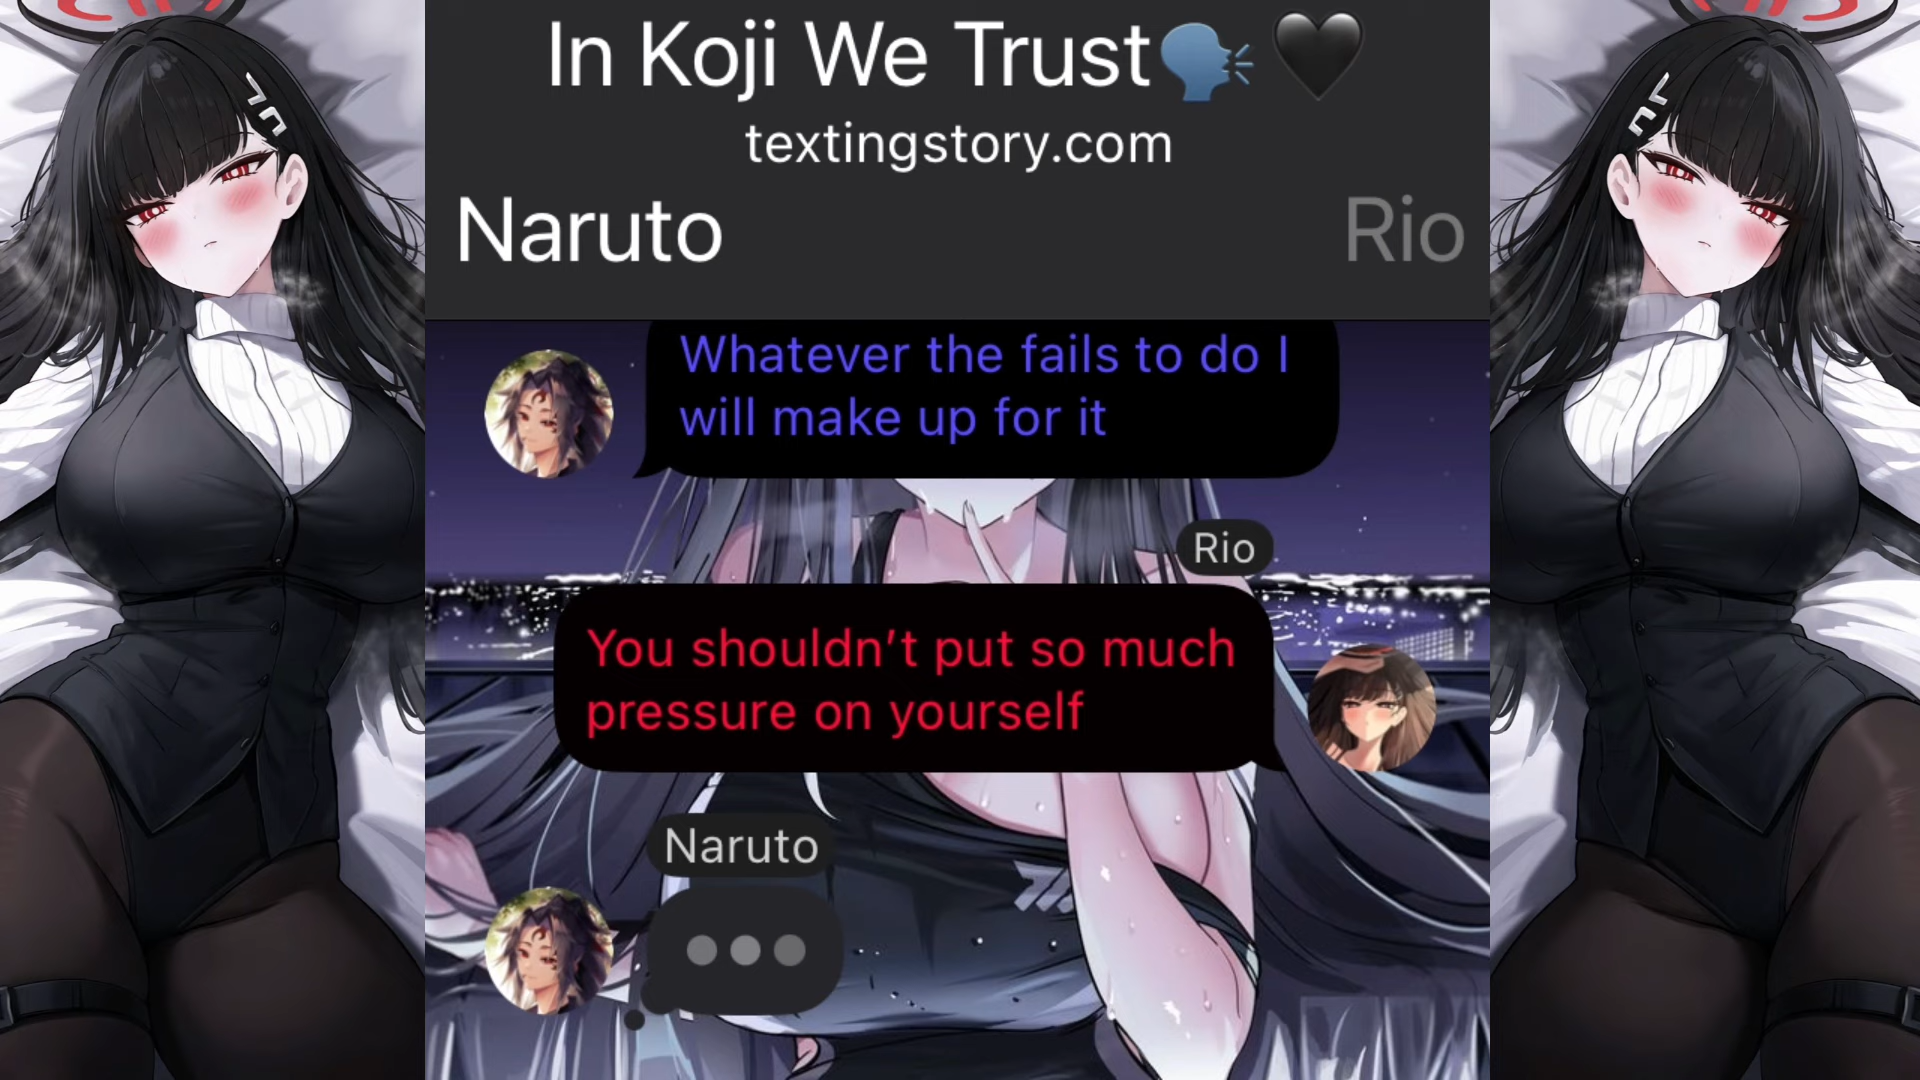 In Koji We Trust🗣️🖤
textingstory.com
Naruto
Rio
Whatever the fails to do I
will make up for it
Rio
You shouldn’t put so much
pressure on yourself
Naruto